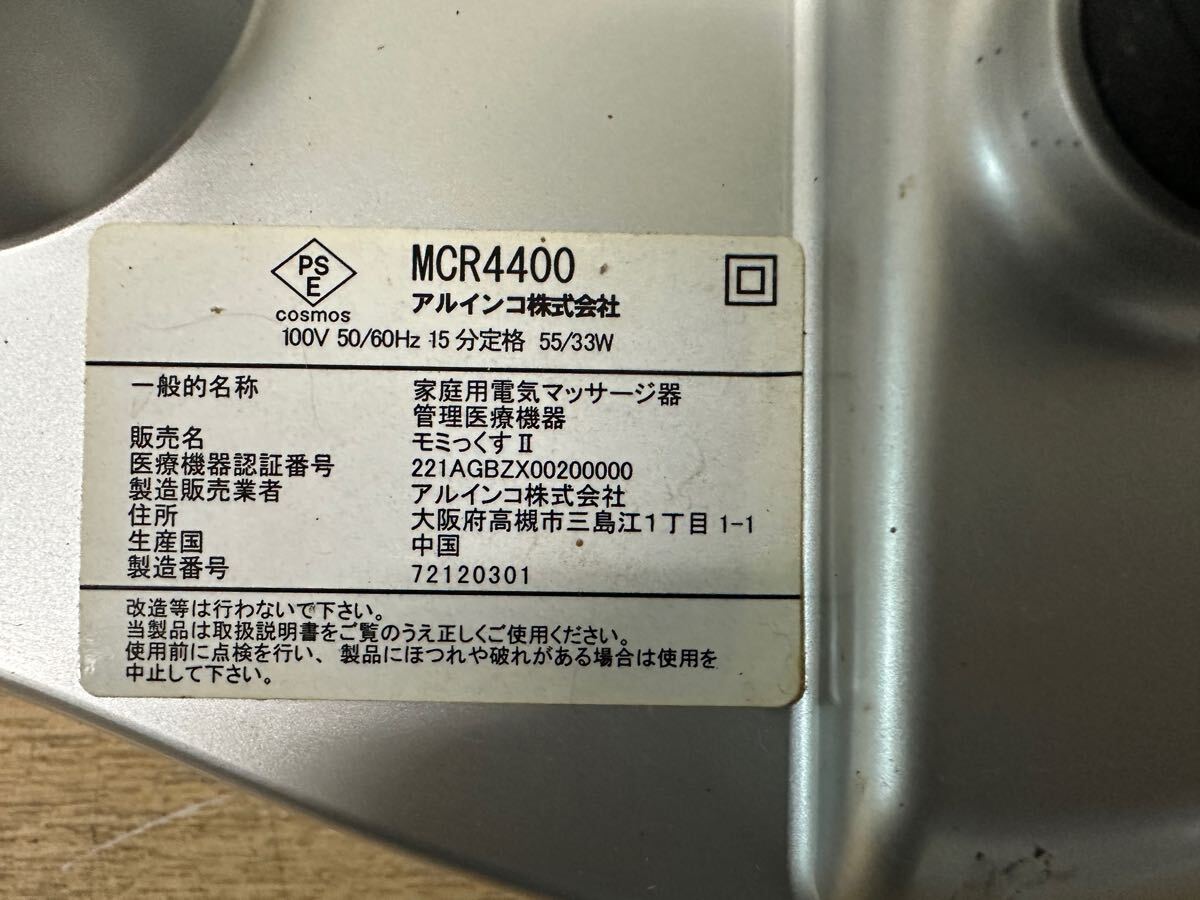 PS
E
cosmos
MCR4400
アルインコ株式会社
100V 50/60Hz 15分定格 55/33W
一般的名称 家庭用電気マッサージ器
管理医療機器
販売名 モミっくすⅡ
医療機器認証番号 221AGBZX00200000
製造販売業者 アルインコ株式会社
住所 大阪府高槻市三島江1丁目1-1
生産国 中国
製造番号 72120301
改造等は行わないで下さい。
当製品は取扱説明書をご覧のうえ正しくご使用ください。
使用前に点検を行い、製品にほつれや破れがある場合は使用を
中止して下さい。